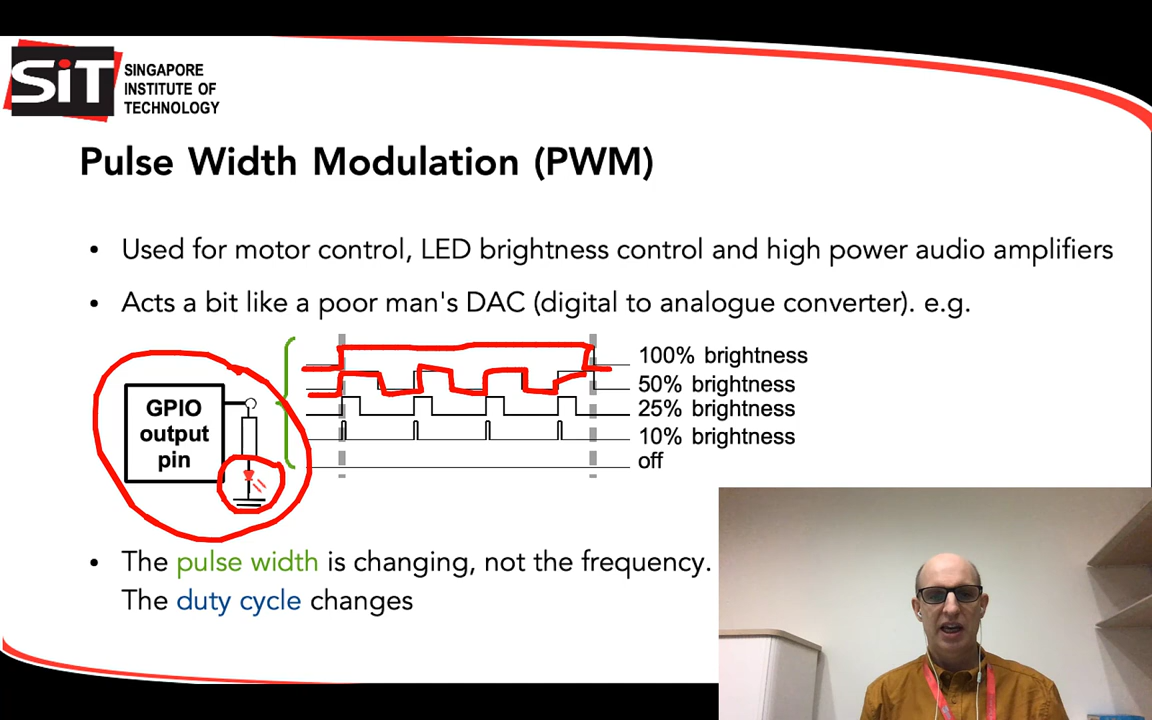 SiT
SINGAPORE
INSTITUTE OF
TECHNOLOGY
Pulse Width Modulation (PWM)
• Used for motor control, LED brightness control and high power audio amplifiers
• Acts a bit like a poor man's DAC (digital to analogue converter). e.g.
GPIO
output
pin
100% brightness
50% brightness
25% brightness
10% brightness
off
• The pulse width is changing, not the frequency.
The duty cycle changes